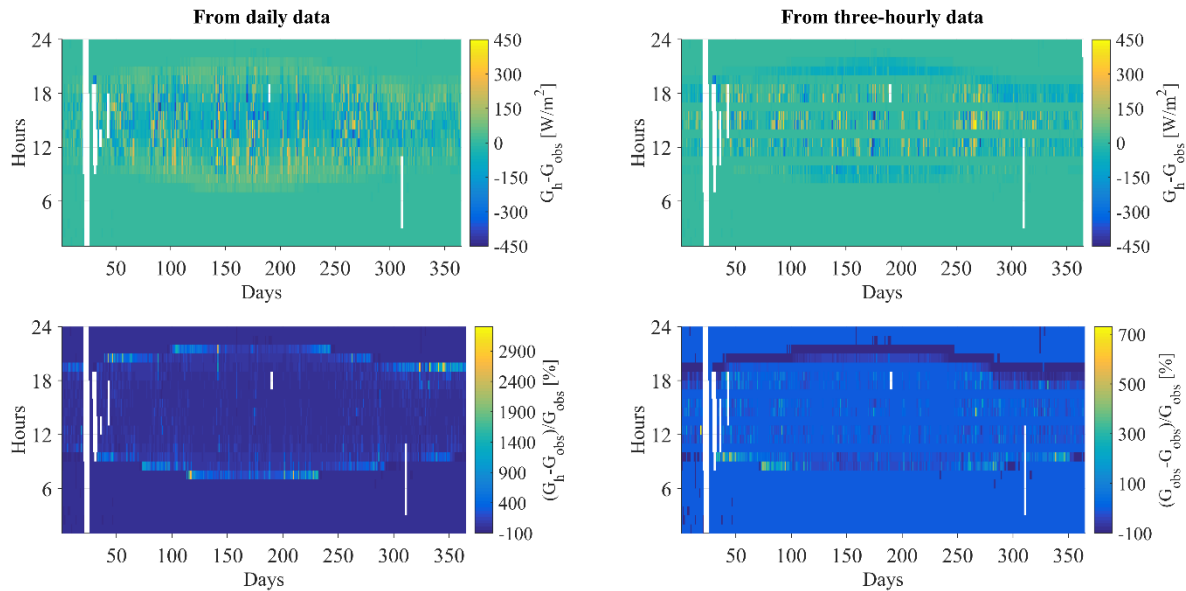 From daily data
From three-hourly data
24
18
12
6
Hours
50 100 150 200 250 300 350
Days
450
300
150
0
-150
-300
-450
G_h-G_obs [W/m²]
24
18
12
6
Hours
50 100 150 200 250 300 350
Days
450
300
150
0
-150
-300
-450
G_h-G_obs [W/m²]
24
18
12
6
Hours
50 100 150 200 250 300 350
Days
2900
2400
1900
1400
900
400
-100
(G_h-G_obs)/G_obs [%]
24
18
12
6
Hours
50 100 150 200 250 300 350
Days
700
500
300
100
-100
(G_obs-G_obs)/G_obs [%]